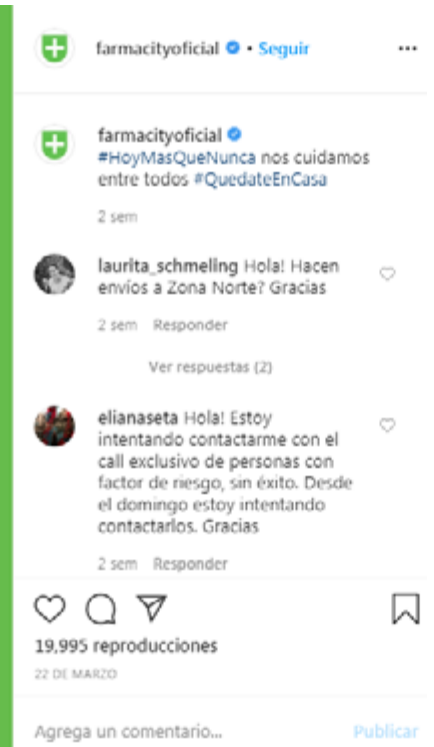 farmacityoficial • Seguir
farmacityoficial
#HoyMasQueNunca nos cuidamos
entre todos #QuedateEnCasa
2 sem
laurita_schmeling Hola! Hacen
envíos a Zona Norte? Gracias
2 sem Responder
Ver respuestas (2)
elianaseta Hola! Estoy
intentando contactarme con el
call exclusivo de personas con
factor de riesgo, sin éxito. Desde
el domingo estoy intentando
contactarlos. Gracias
2 sem Responder
19,995 reproducciones
22 DE MARZO
Agrega un comentario... Publicar